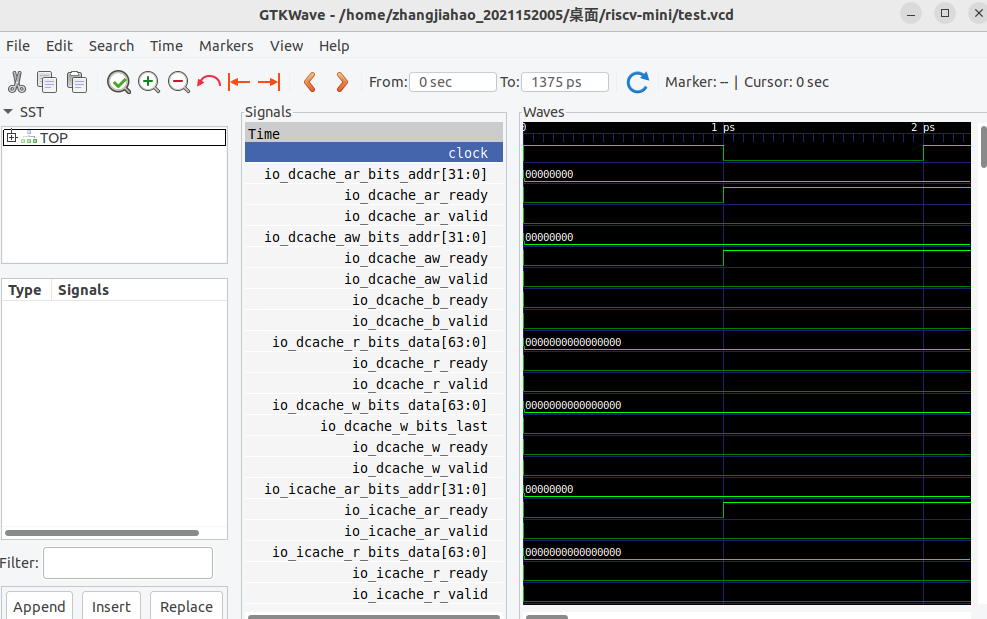 GTKWave - /home/zhangjiahao_2021152005/桌面/riscv-mini/test.vcd
File Edit Search Time Markers View Help
From: 0 sec To: 1375 ps Marker: -- | Cursor: 0 sec
SST
TOP
Type Signals
Filter:
Append Insert Replace
Signals
Time
clock
io_dcache_ar_bits_addr[31:0]
io_dcache_ar_ready
io_dcache_ar_valid
io_dcache_aw_bits_addr[31:0]
io_dcache_aw_ready
io_dcache_aw_valid
io_dcache_b_ready
io_dcache_b_valid
io_dcache_r_bits_data[63:0]
io_dcache_r_ready
io_dcache_r_valid
io_dcache_w_bits_data[63:0]
io_dcache_w_bits_last
io_dcache_w_ready
io_dcache_w_valid
io_icache_ar_bits_addr[31:0]
io_icache_ar_ready
io_icache_ar_valid
io_icache_r_bits_data[63:0]
io_icache_r_ready
io_icache_r_valid
Waves
0 1 ps 2 ps
00000000
00000000
0000000000000000
0000000000000000
00000000
0000000000000000